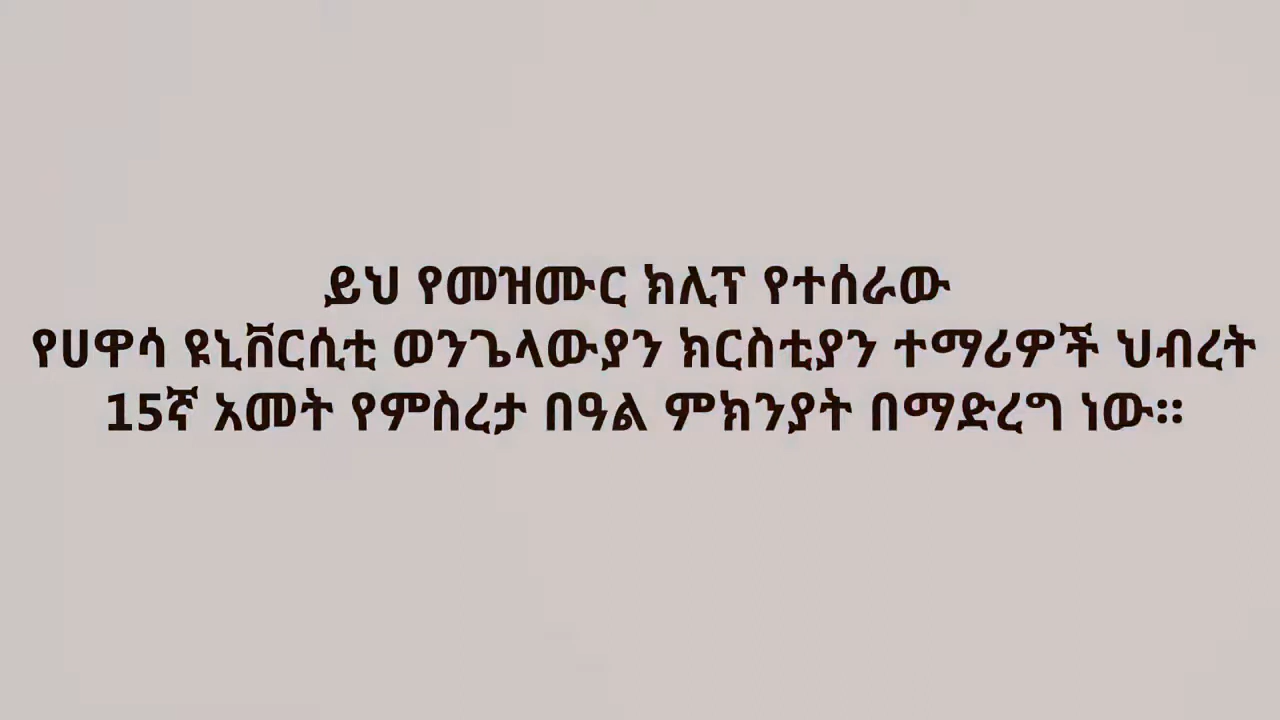 ይህ የመዝሙር ክሊፕ የተሰራው
የሀዋሳ ዩኒቨርሲቲ ወንጌላውያን ክርስቲያን ተማሪዎች ህብረት
15ኛ አመት የምስረታ በዓል ምክንያት በማድረግ ነው።